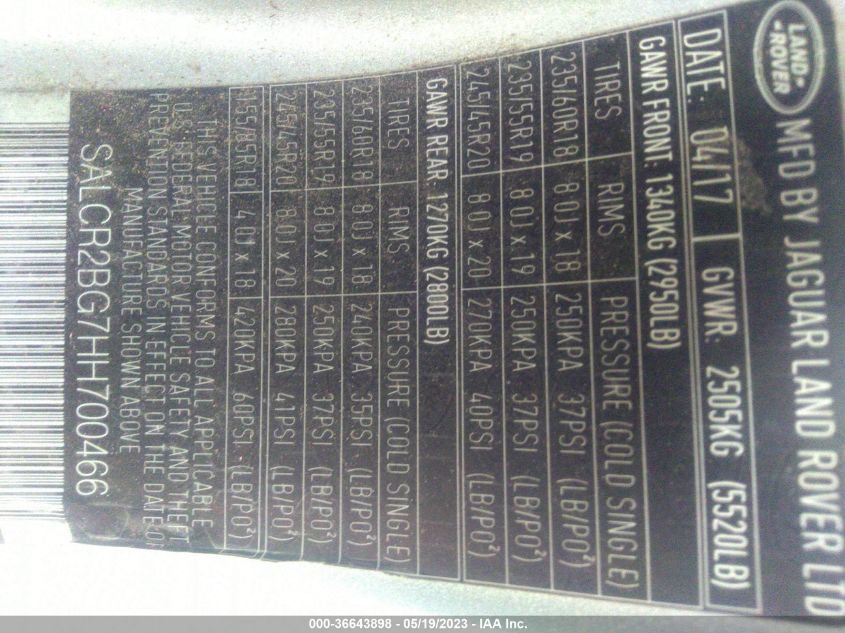 LAND-
ROVER
MFD BY JAGUAR LAND ROVER LTD
DATE: 04/17 GVWR: 2505KG (5520LB)
GAWR FRONT: 1340KG (2950LB)
TIRES RIMS PRESSURE (COLD SINGLE)
235/60R18 8.0J x 18 250KPA 37PSI (LB/PO²)
235/55R19 8.0J x 19 250KPA 37PSI (LB/PO²)
245/45R20 8.0J x 20 270KPA 40PSI (LB/PO²)
GAWR REAR: 1270KG (2800LB)
TIRES RIMS PRESSURE (COLD SINGLE)
235/60R18 8.0J x 18 240KPA 35PSI (LB/PO²)
235/55R19 8.0J x 19 250KPA 37PSI (LB/PO²)
245/45R20 8.0J x 20 280KPA 41PSI (LB/PO²)
4.0J x 18 420KPA 60PSI (LB/PO²)
THIS VEHICLE CONFORMS TO ALL APPLICABLE
U.S. FEDERAL MOTOR VEHICLE SAFETY AND THEFT
PREVENTION STANDARDS IN EFFECT ON THE DATE OF
MANUFACTURE SHOWN ABOVE
SALCR2BG7HH700466
000-36643898 - 05/19/2023 - IAA Inc.